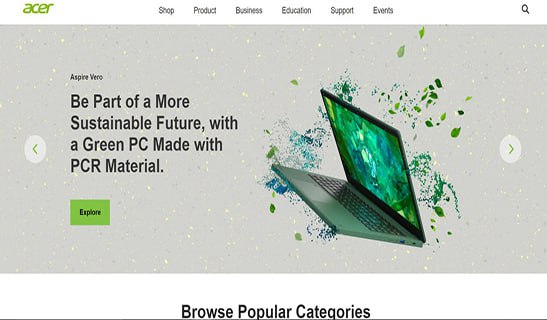 acer
Shop Product Business Education Support Events
Aspire Vero
Be Part of a More
Sustainable Future, with
a Green PC Made with
PCR Material.
Explore
Browse Popular Categories